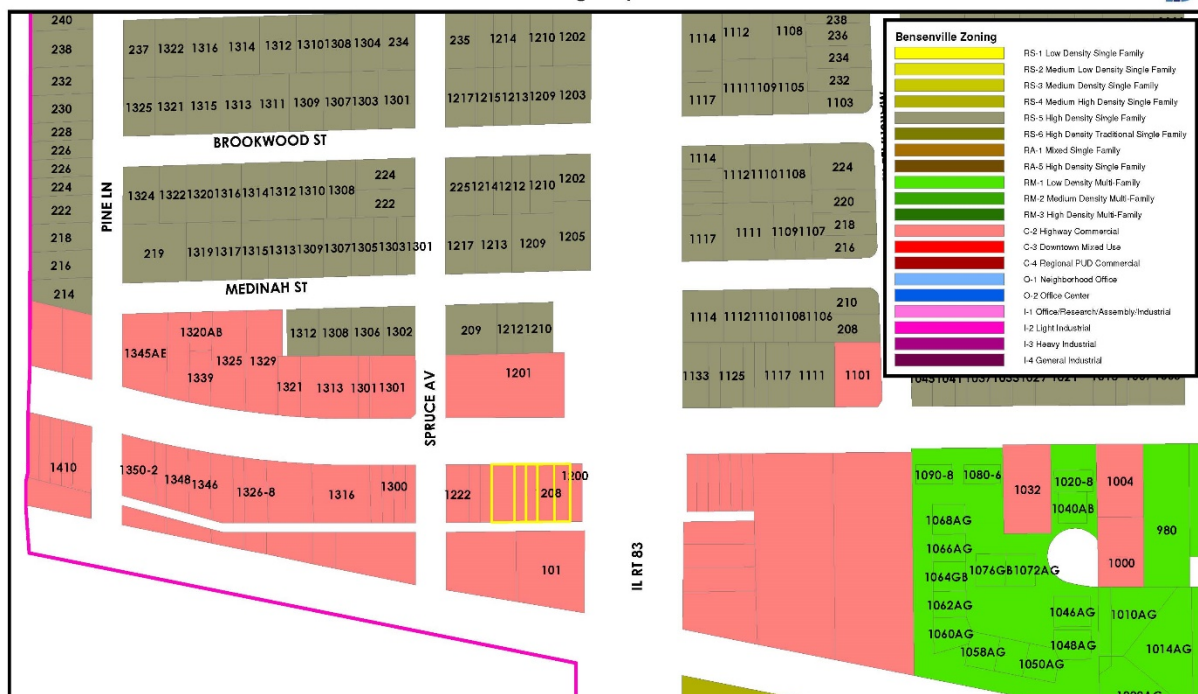 240
238
232
230
228
226
226
224
222
218
216
214
237 1322 1316 1314 1312 1310 1308 1304 234
1325 1321 1315 1313 1311 1309 1307 1303 1301
BROOKWOOD ST
1324 1322 1320 1316 1314 1312 1310 1308 224
222
219 1319 1317 1315 1313 1309 1307 1305 1303 1301
MEDINAH ST
PINE LN
1320AB
1345AE 1325 1329
1339
1312 1308 1306 1302
1321 1313 1301 1301
SPRUCE AV
235 1214 1210 1202
1217 1215 1213 1209 1203
225 1214 1212 1210 1202
1217 1213 1209 1205
209 1212 1210
1201
1410 1350-2 1348 1346 1326-8 1316 1300
1222 208 1200
101
IL RT 83
1114 1112 1108 238
236
234
232
1117 1111 1109 1105 1103
1114 1112 1110 1108 224
220
218
1117 1111 1109 1107 216
210
1114 1112 1110 1108 1106 208
1133 1125 1117 1111 1101
1045 1041 1037
1090-8 1080-6 1032 1020-8 1004
1040AB
1068AG 980
1066AG
1064GB 1076GB 1072AG 1000
1062AG 1046AG 1010AG
1060AG 1058AG 1050AG 1048AG 1014AG
Bensenville Zoning
RS-1 Low Density Single Family
RS-2 Medium Low Density Single Family
RS-3 Medium Density Single Family
RS-4 Medium High Density Single Family
RS-5 High Density Single Family
RS-6 High Density Traditional Single Family
RA-1 Mixed Single Family
RA-5 High Density Single Family
RM-1 Low Density Multi-Family
RM-2 Medium Density Multi-Family
RM-3 High Density Multi-Family
C-2 Highway Commercial
C-3 Downtown Mixed Use
C-4 Regional PUD Commercial
O-1 Neighborhood Office
O-2 Office Center
I-1 Office/Research/Assembly/Industrial
I-2 Light Industrial
I-3 Heavy Industrial
I-4 General Industrial